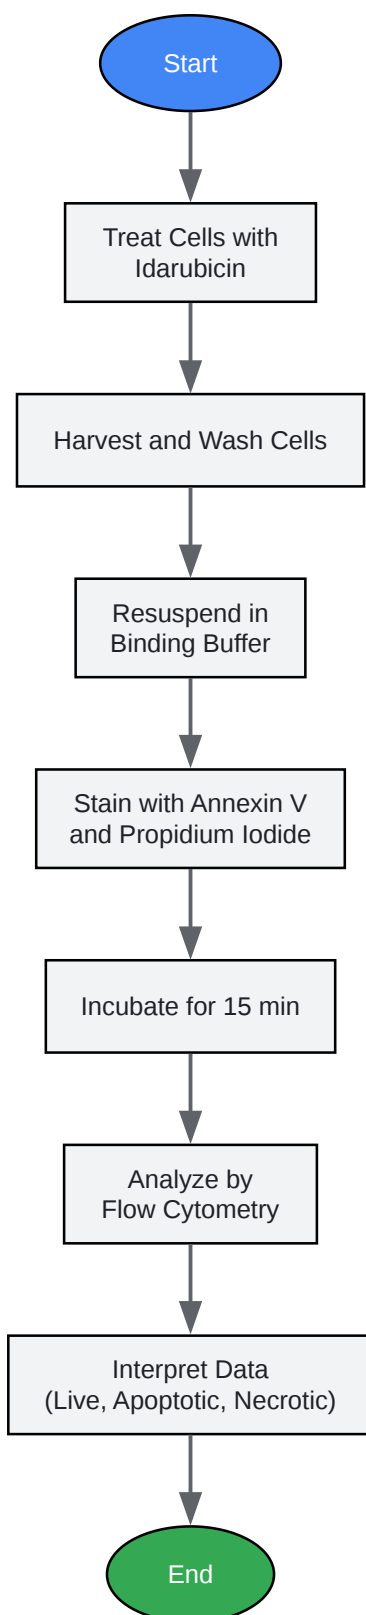 Start
Treat Cells with
Idarubicin
Harvest and Wash Cells
Resuspend in
Binding Buffer
Stain with Annexin V
and Propidium Iodide
Incubate for 15 min
Analyze by
Flow Cytometry
Interpret Data
(Live, Apoptotic, Necrotic)
End